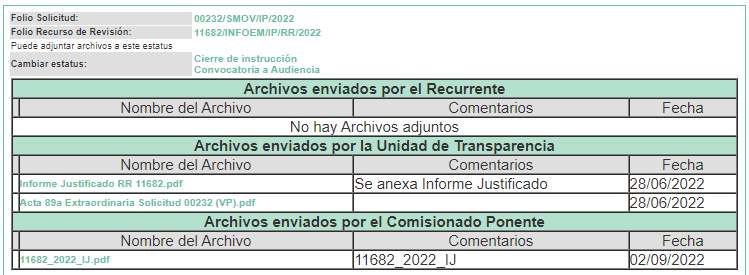 Folio Solicitud: 00232/SMOV/IP/2022
Folio Recurso de Revisión: 11682/INFOEM/IP/RR/2022
Puede adjuntar archivos a este estatus
Cambiar estatus: Cierre de instrucción
Convocatoria a Audiencia
Archivos enviados por el Recurrente
Nombre del Archivo Comentarios Fecha
No hay Archivos adjuntos
Archivos enviados por la Unidad de Transparencia
Nombre del Archivo Comentarios Fecha
Informe Justificado RR 11682.pdf Se anexa Informe Justificado 28/06/2022
Acta 89a Extraordinaria Solicitud 00232 (VP).pdf 28/06/2022
Archivos enviados por el Comisionado Ponente
Nombre del Archivo Comentarios Fecha
11682_2022_IJ.pdf 11682_2022_IJ 02/09/2022